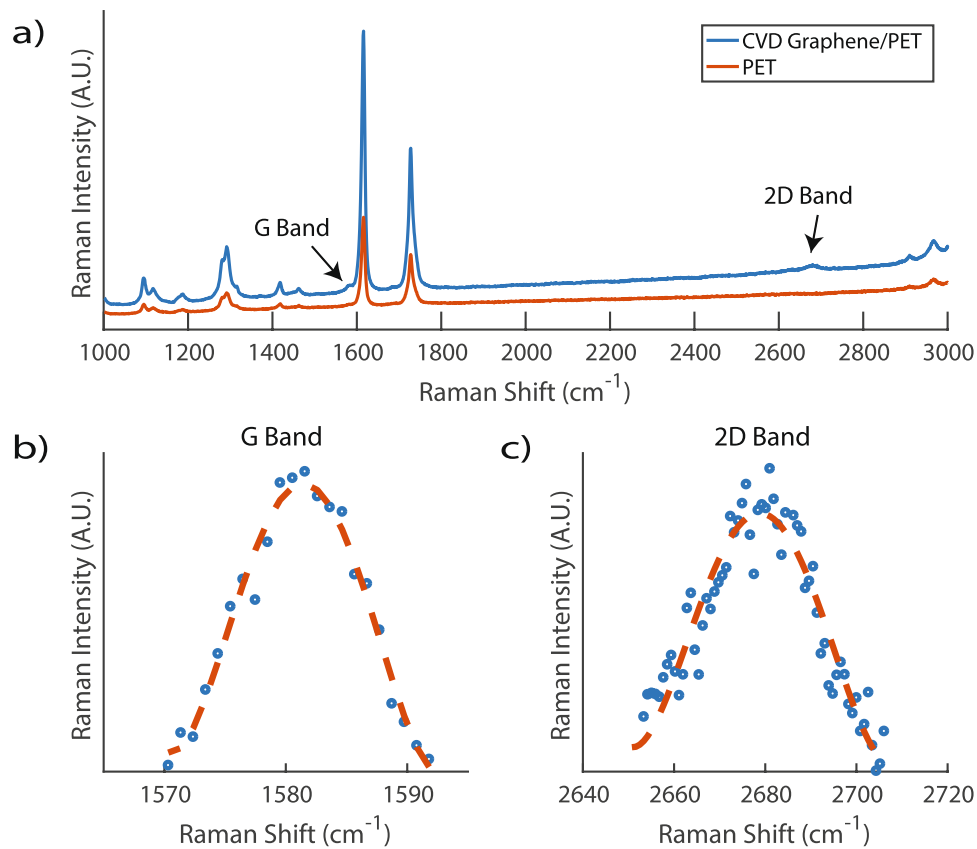 a)
Raman Intensity (A.U.)
CVD Graphene/PET
PET
G Band
2D Band
1000 1200 1400 1600 1800 2000 2200 2400 2600 2800 3000
Raman Shift (cm-1)
b)
G Band
Raman Intensity (A.U.)
1570 1580 1590
Raman Shift (cm-1)
c)
2D Band
Raman Intensity (A.U.)
2640 2660 2680 2700 2720
Raman Shift (cm-1)